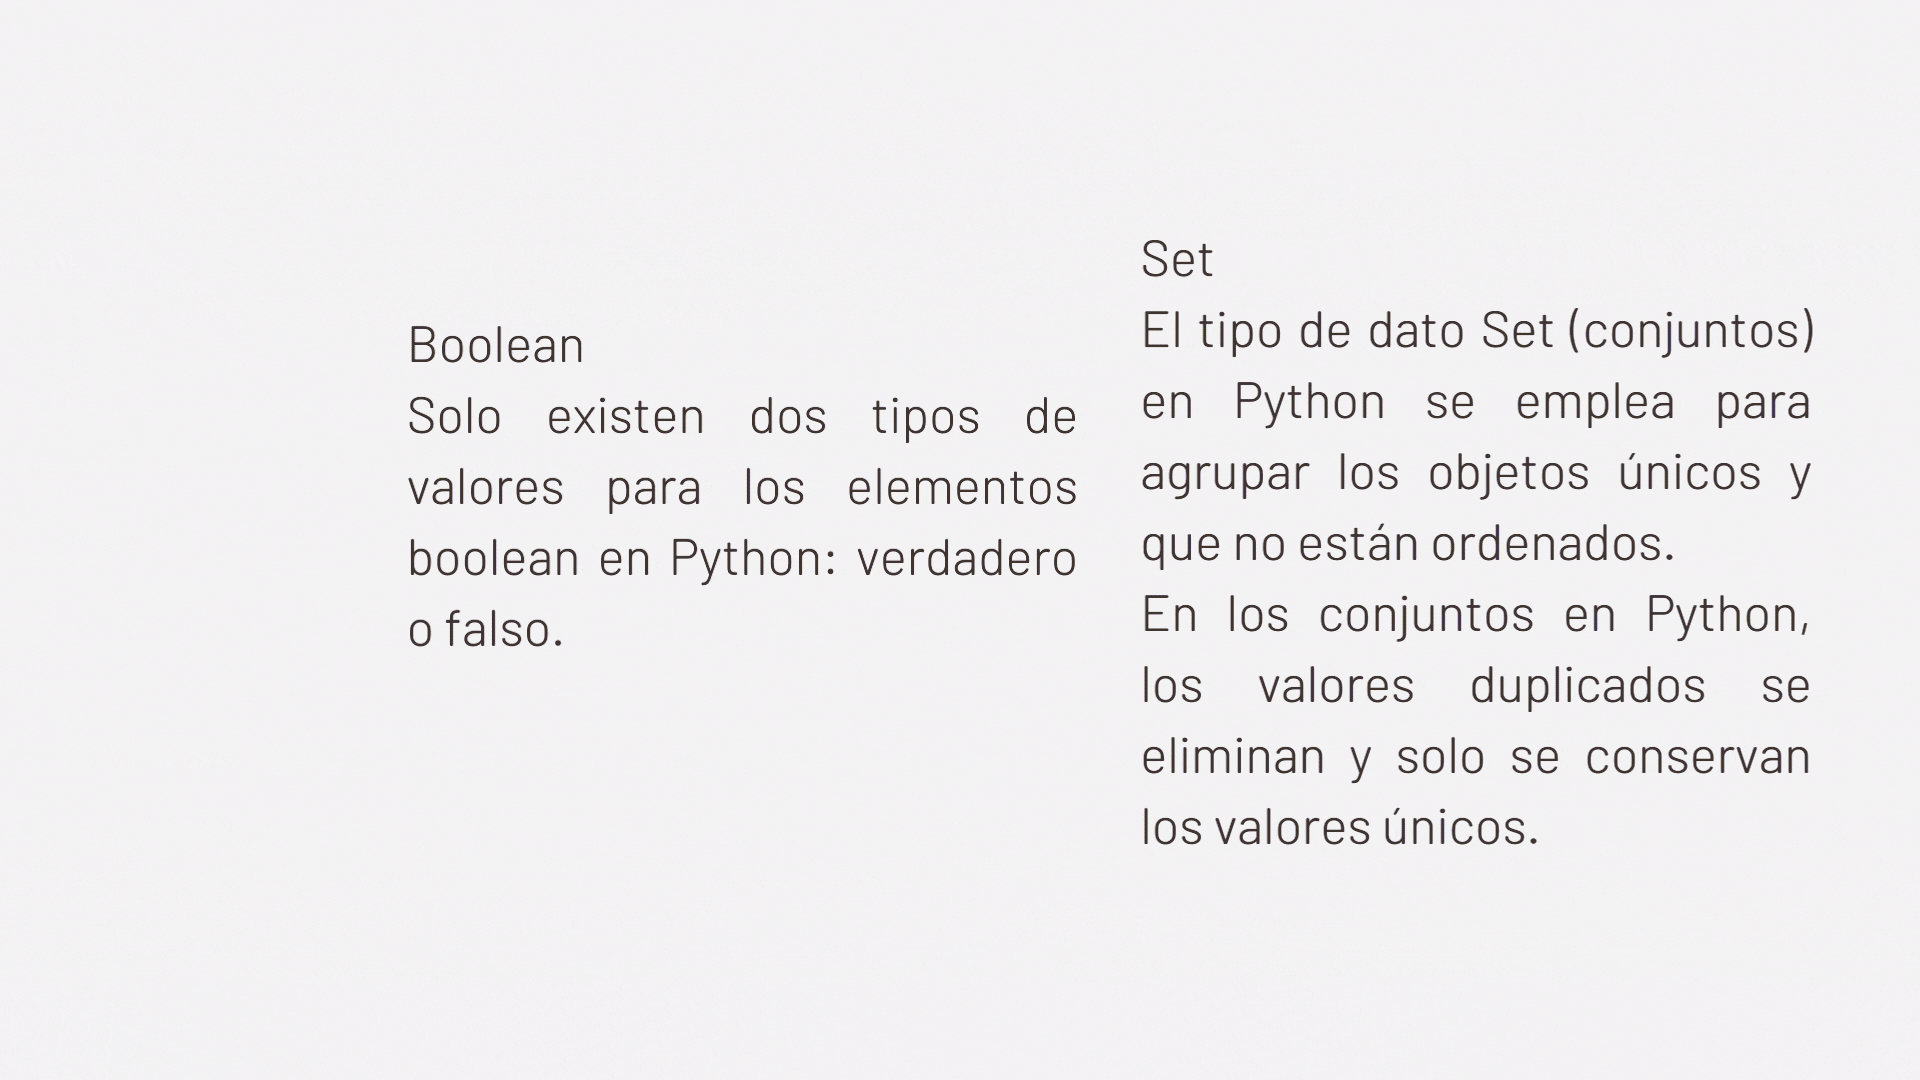 Boolean
Solo existen dos tipos de
valores para los elementos
boolean en Python: verdadero
o falso.
Set
El tipo de dato Set (conjuntos)
en Python se emplea para
agrupar los objetos únicos y
que no están ordenados.
En los conjuntos en Python,
los valores duplicados se
eliminan y solo se conservan
los valores únicos.